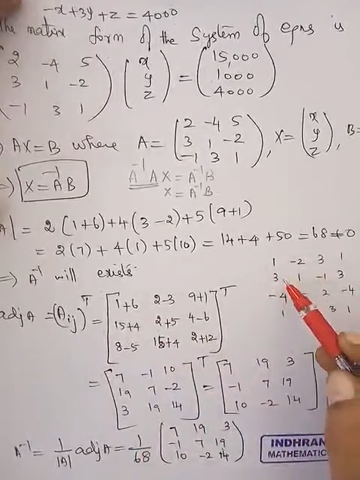 -x+3y+z = 4000
The matrix form of the System of eqns is
(2 -4 5
3 1 -2
-1 3 1) (x
y
z) = (15,000
1000
4000)
⇒ AX=B where A = (2 -4 5
3 1 -2
-1 3 1), X = (x
y
z), B=
⇒ X = A⁻¹B
A⁻¹A X = A⁻¹B
X = A⁻¹B
|A| = 2(1+6)+4(3-2)+5(9+1)
= 2(7)+4(1)+5(10) = 14+4+50 = 68≠0
⇒ A⁻¹ will exists
1 -2 3 1
3 1 -1 3
-4 2 -4
1 3 1
adjA = (Aij)ᵀ = [1+6 2-3 9+1
15+4 2+5 4-6
8-5 15+4 2+12]ᵀ
= [7 -1 10
19 7 -2
3 19 14]ᵀ = [7 19 3
-1 7 19
10 -2 14]
A⁻¹ = 1/|A| adjA = 1/68 (7 19 3
-1 7 19
10 -2 14)
INDHRAN
MATHEMATIC